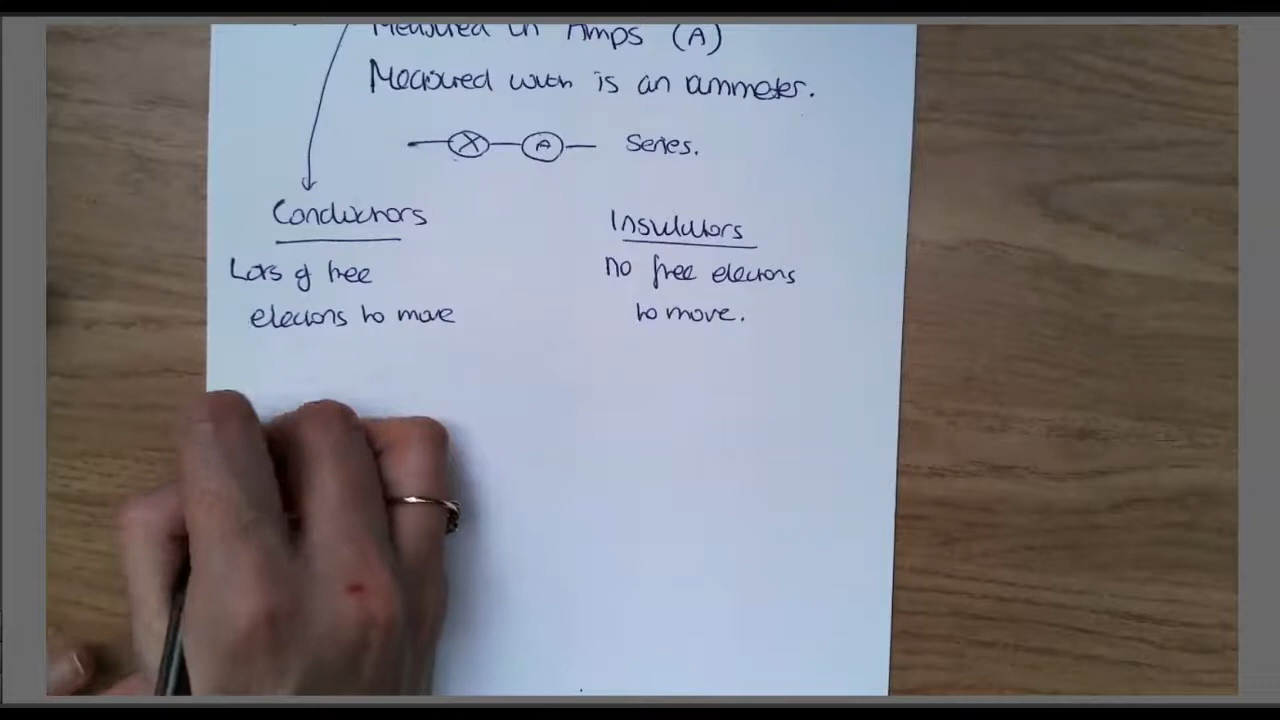 Measured in Amps (A)
Measured with is an ammeter.
X A Series.
Conductors
Lots of free
electrons to move
Insulators
no free electrons
to move.